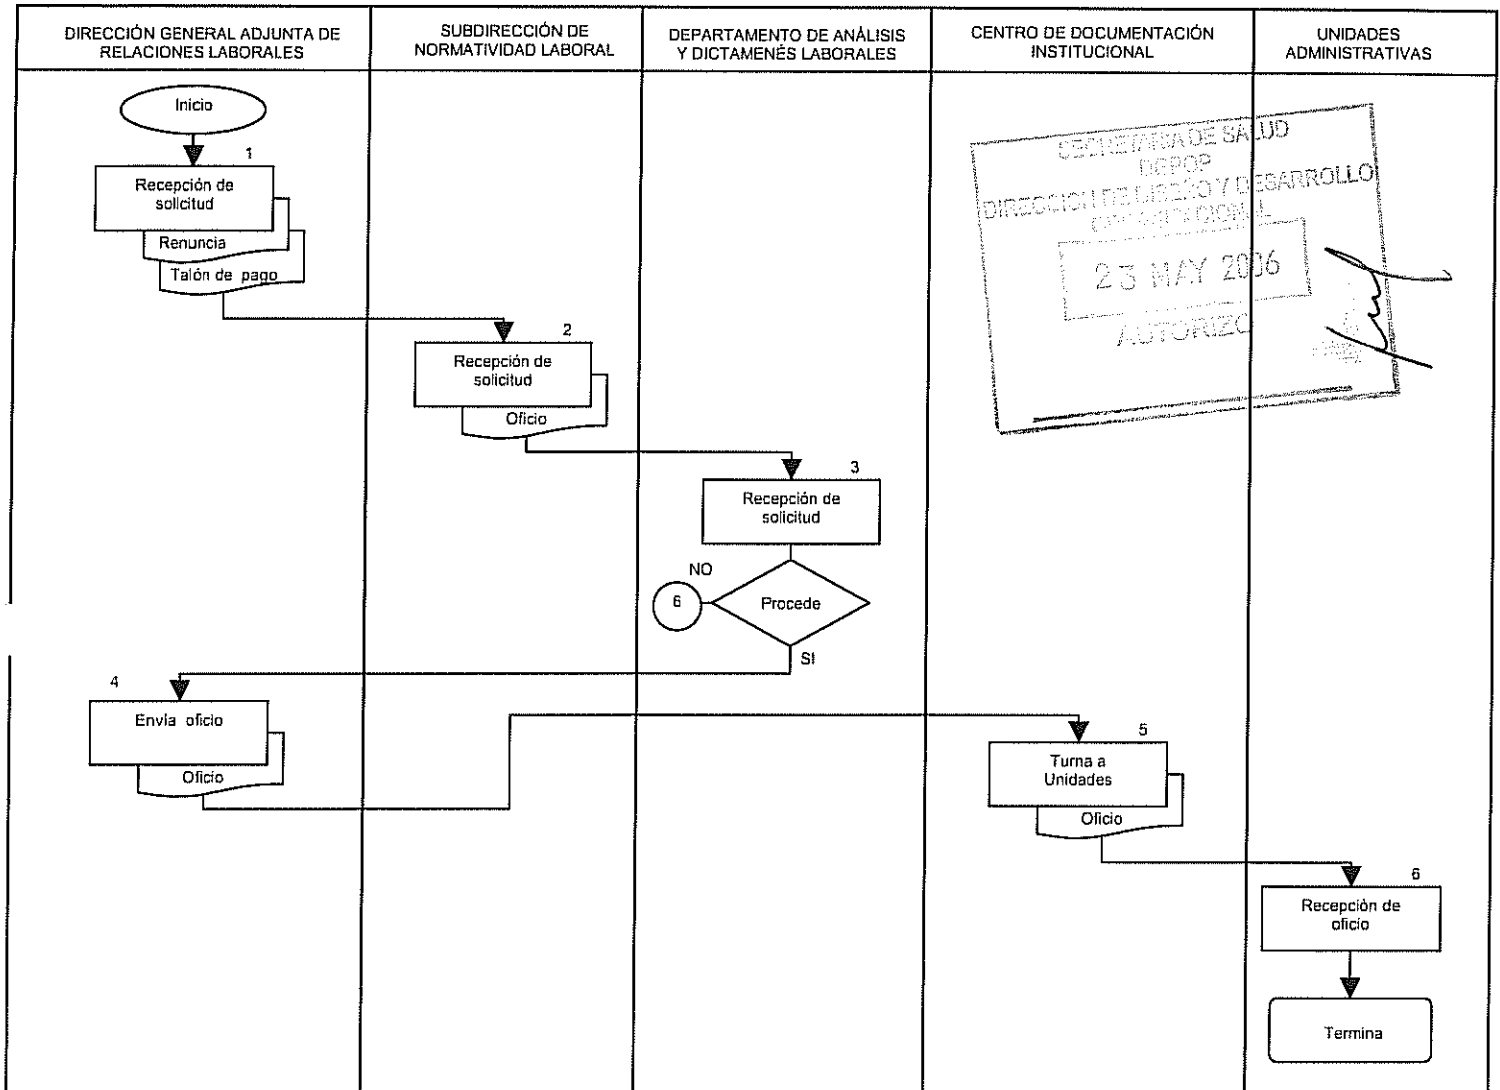 DIRECCIÓN GENERAL ADJUNTA DE
RELACIONES LABORALES
SUBDIRECCIÓN DE
NORMATIVIDAD LABORAL
DEPARTAMENTO DE ANÁLISIS
Y DICTAMENÉS LABORALES
CENTRO DE DOCUMENTACIÓN
INSTITUCIONAL
UNIDADES
ADMINISTRATIVAS
Inicio
1
Recepción de
solicitud
Renuncia
Talón de pago
SECRETARIA DE SALUD
DIRECCION DE DISEÑO Y DESARROLLO
23 MAY 2006
AUTORIZO
2
Recepción de
solicitud
Oficio
3
Recepción de
solicitud
NO
6
Procede
SI
4
Envía oficio
Oficio
5
Turna a
Unidades
Oficio
6
Recepción de
oficio
Termina